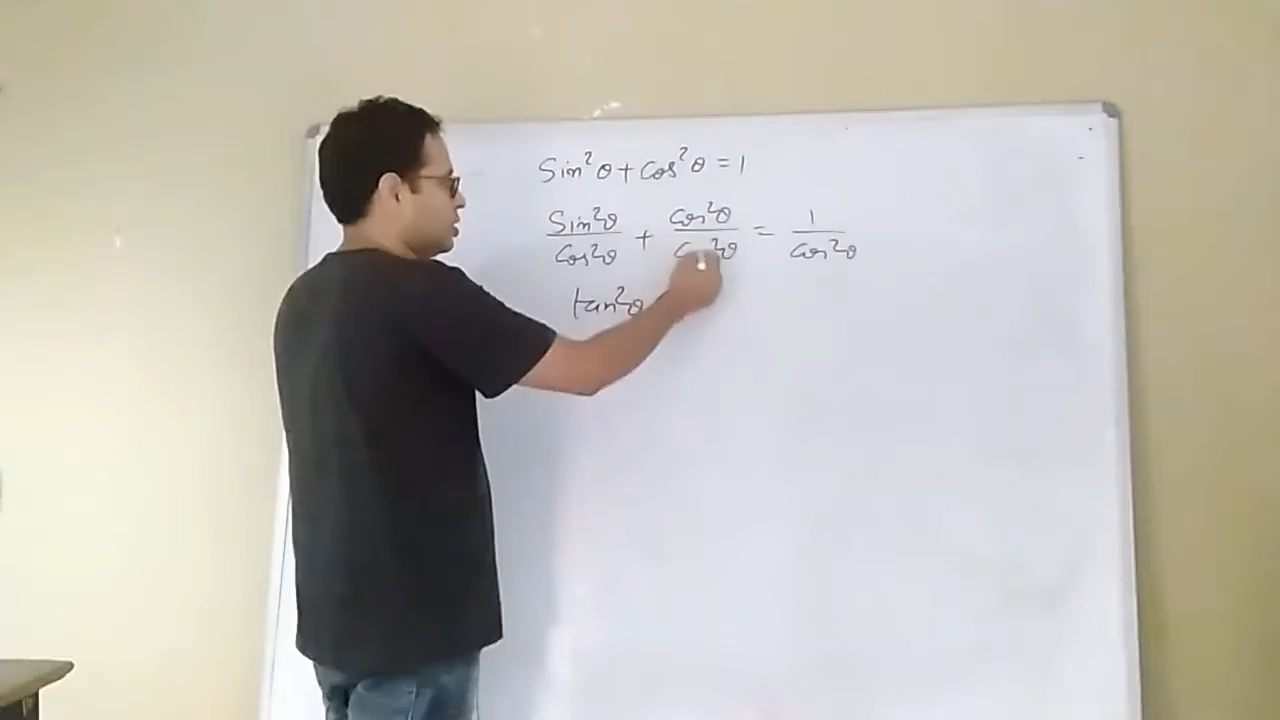 Sin²θ + Cos²θ = 1
Sin²θ/Cos²θ + Cos²θ/Cos²θ = 1/Cos²θ
tan²θ